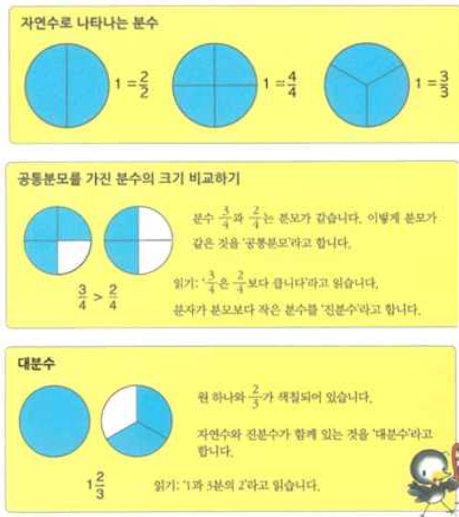 자연수로 나타나는 분수
1 = 2/2 1 = 4/4 1 = 3/3
공통분모를 가진 분수의 크기 비교하기
분수 3/4과 2/4는 분모가 같습니다. 이렇게 분모가
같은 것을 '공통분모'라고 합니다.
3/4 > 2/4
읽기: '3/4은 2/4보다 큽니다'라고 읽습니다.
분자가 분모보다 작은 분수를 '진분수'라고 합니다.
대분수
원 하나와 2/3가 색칠되어 있습니다.
자연수와 진분수가 함께 있는 것을 '대분수'라고
합니다.
1 2/3
읽기: '1과 3분의 2'라고 읽습니다.